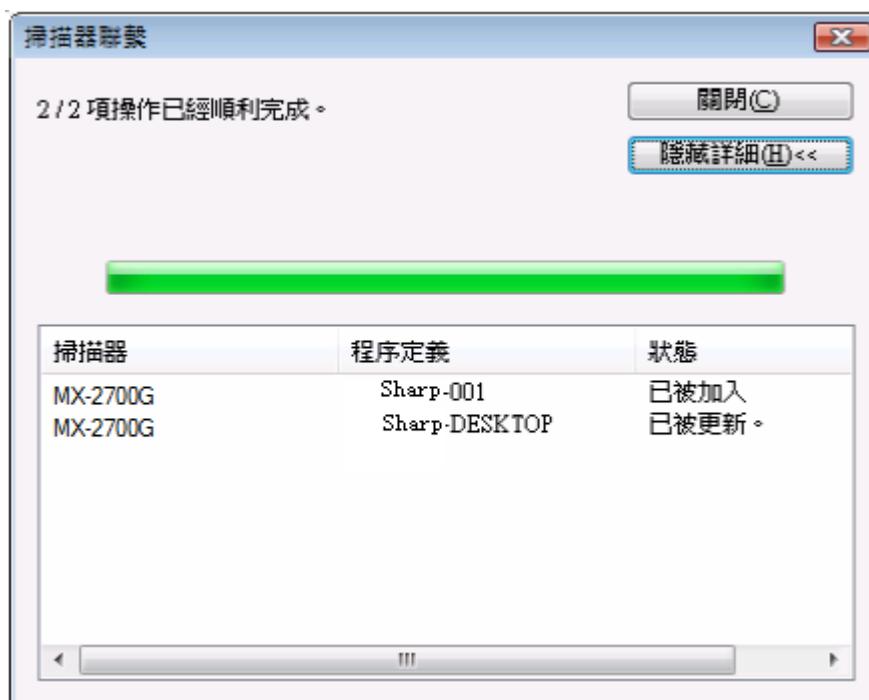 掃描器聯繫
2 / 2 項操作已經順利完成。
關閉(C)
隱藏詳細(H)<<
掃描器 程序定義 狀態
MX-2700G Sharp-001 已被加入
MX-2700G Sharp-DESKTOP 已被更新。